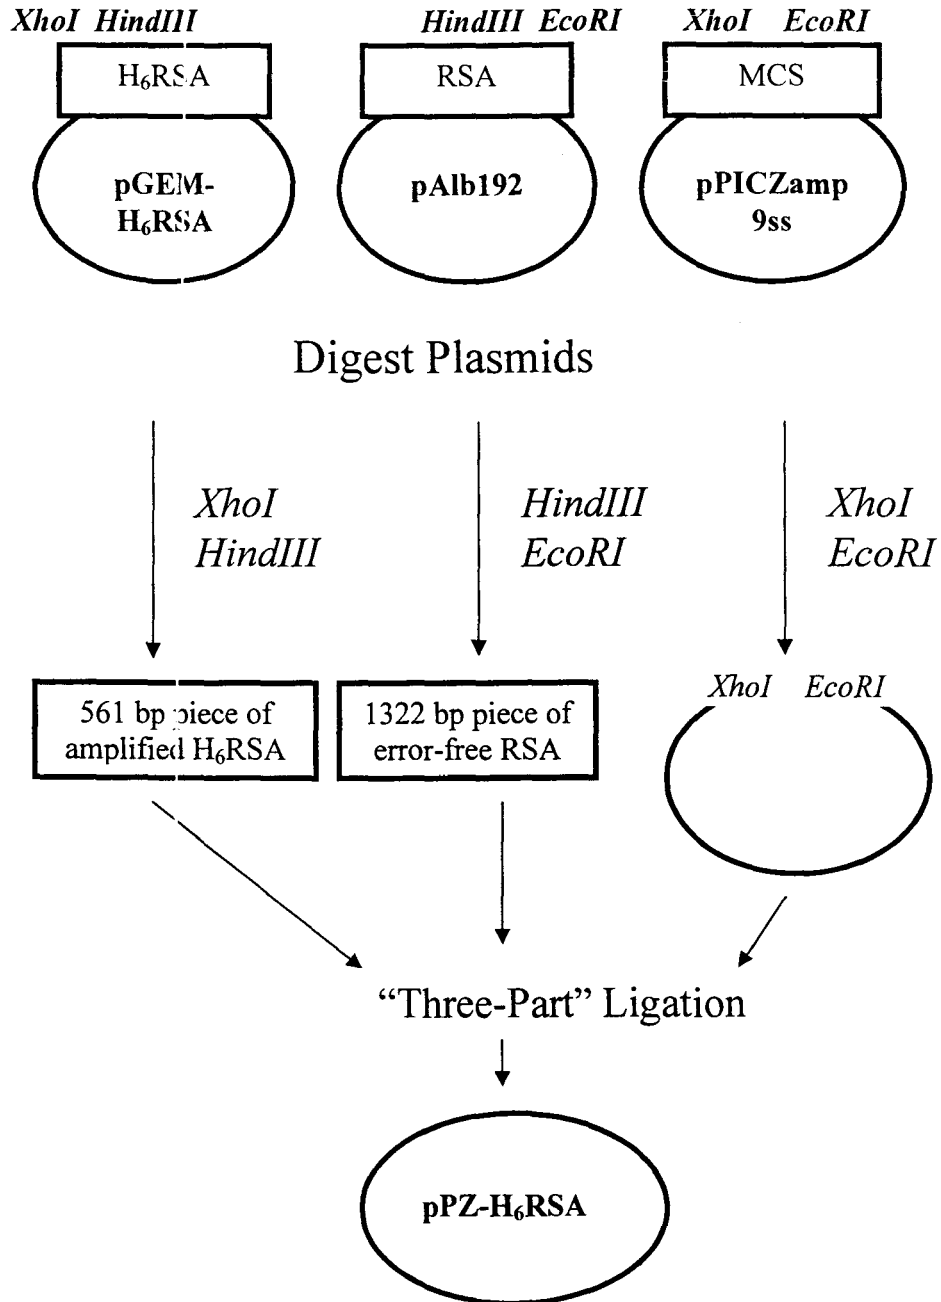 XhoI HindIII
HindIII EcoRI
XhoI EcoRI
H₆RSA
RSA
MCS
pGEM-
H₆RSA
pAlb192
pPICZamp
9ss
Digest Plasmids
XhoI
HindIII
HindIII
EcoRI
XhoI
EcoRI
561 bp piece of
amplified H₆RSA
1322 bp piece of
error-free RSA
XhoI EcoRI
“Three-Part” Ligation
pPZ-H₆RSA